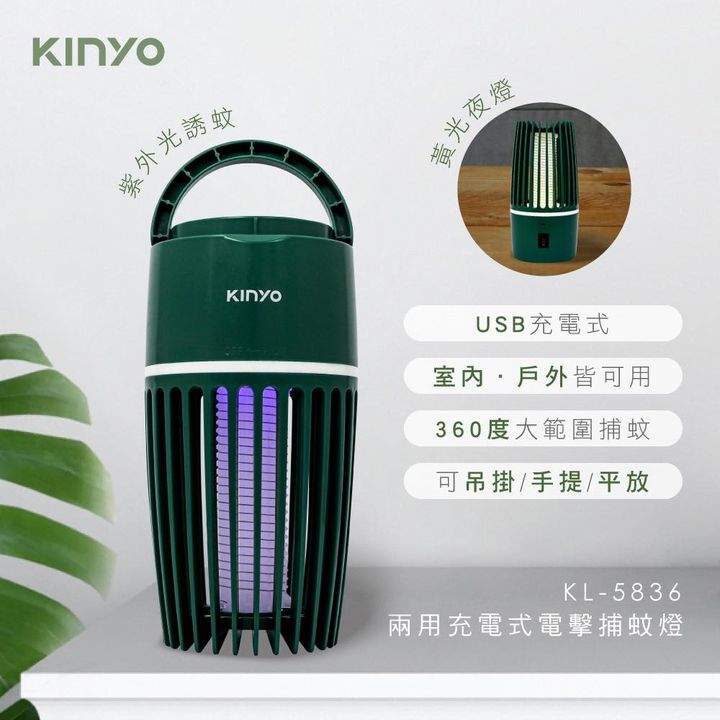 KINYO
紫外光誘蚊
黃光夜燈
KINYO
USB充電式
室內・戶外皆可用
360度大範圍捕蚊
可吊掛/手提/平放
KL-5836
兩用充電式電擊捕蚊燈